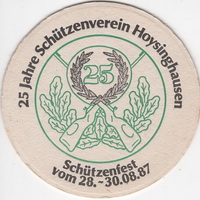 25 Jahre Schützenverein Hoysinghausen
25
Schützenfest
vom 28.-30.08.87